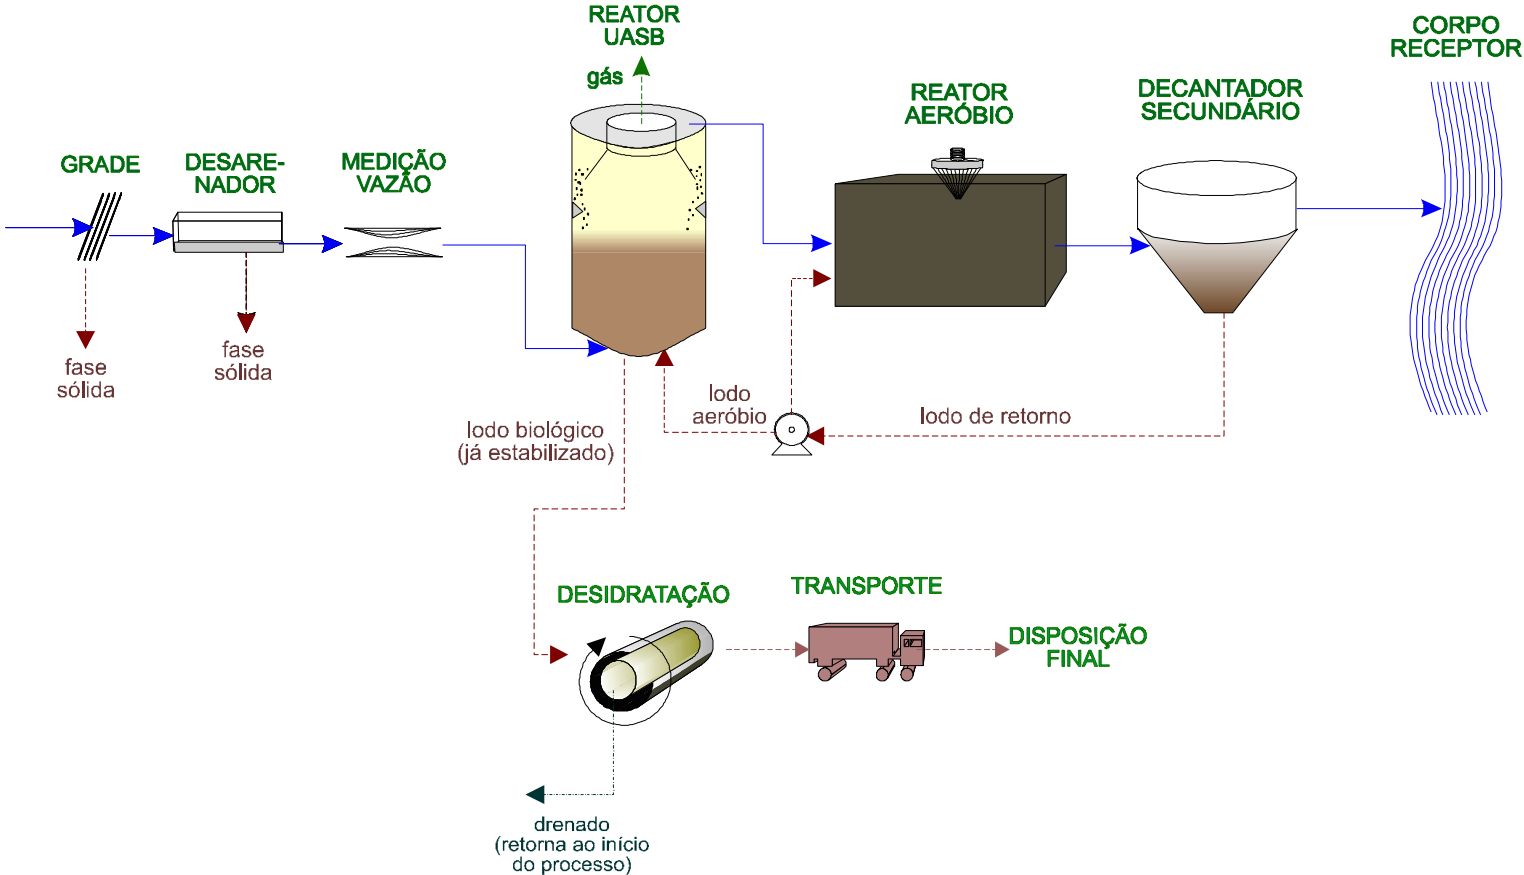 REATOR
UASB
gás
CORPO
RECEPTOR
REATOR
AERÓBIO
DECANTADOR
SECUNDÁRIO
GRADE
DESARE-
NADOR
MEDIÇÃO
VAZÃO
fase
sólida
fase
sólida
lodo
aeróbio
lodo de retorno
lodo biológico
(já estabilizado)
DESIDRATAÇÃO
TRANSPORTE
DISPOSIÇÃO
FINAL
drenado
(retorna ao início
do processo)